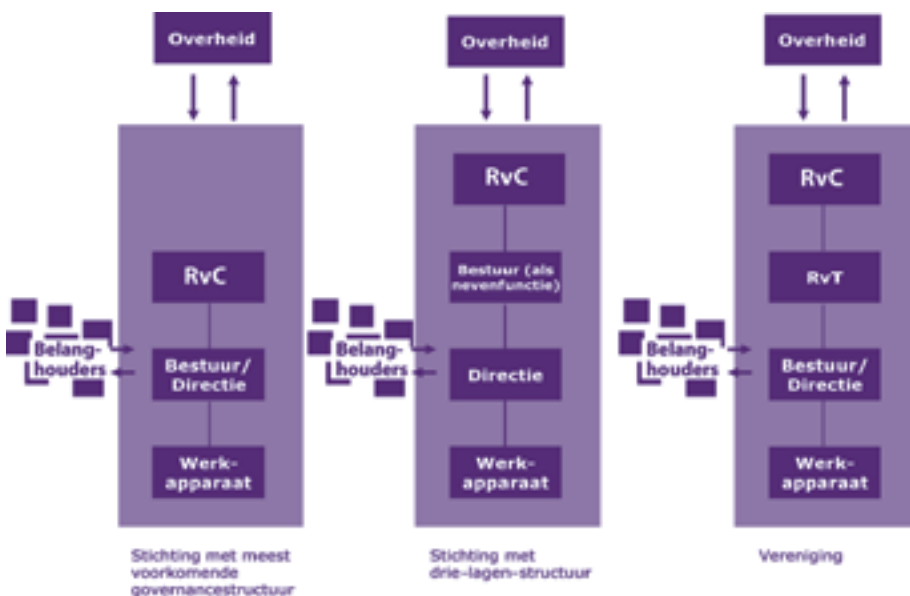 Overheid
RvC
Belang-
houders
Bestuur/
Directie
Werk-
apparaat
Stichting met meest
voorkomende
governancestructuur
Overheid
RvC
Bestuur (als
nevenfunctie)
Belang-
houders
Directie
Werk-
apparaat
Stichting met
drie-lagen-structuur
Overheid
RvC
RvT
Belang-
houders
Bestuur/
Directie
Werk-
apparaat
Vereniging